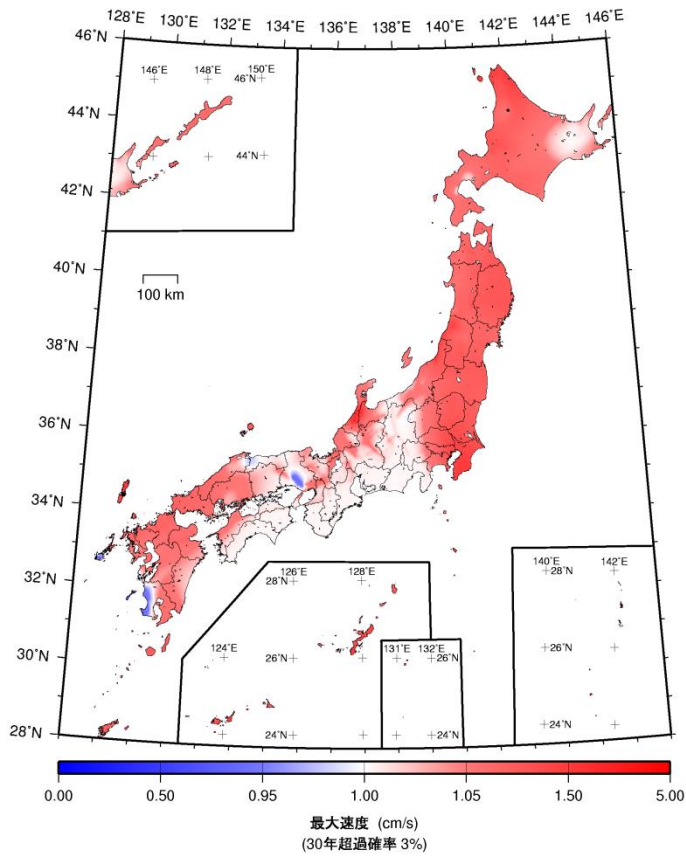 128˚E 130˚E 132˚E 134˚E 136˚E 138˚E 140˚E 142˚E 144˚E 146˚E
46˚N
146˚E 148˚E 150˚E
46˚N
44˚N
44˚N
42˚N
40˚N
100 km
38˚N
36˚N
34˚N
32˚N
126˚E 128˚E
28˚N
140˚E 142˚E
28˚N
30˚N
124˚E
26˚N
131˚E 132˚E
26˚N
26˚N
28˚N
24˚N
24˚N
24˚N
0.00 0.50 0.95 1.00 1.05 1.50 5.00
最大速度 (cm/s)
(30年超過確率 3%)